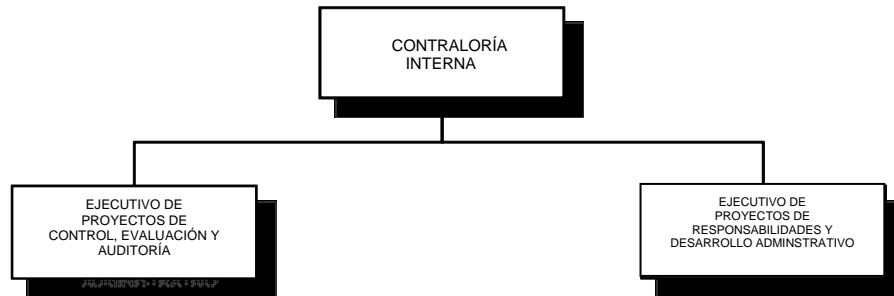 CONTRALORÍA
INTERNA
EJECUTIVO DE
PROYECTOS DE
CONTROL, EVALUACIÓN Y
AUDITORÍA
EJECUTIVO DE
PROYECTOS DE
RESPONSABILIDADES Y
DESARROLLO ADMINSTRATIVO